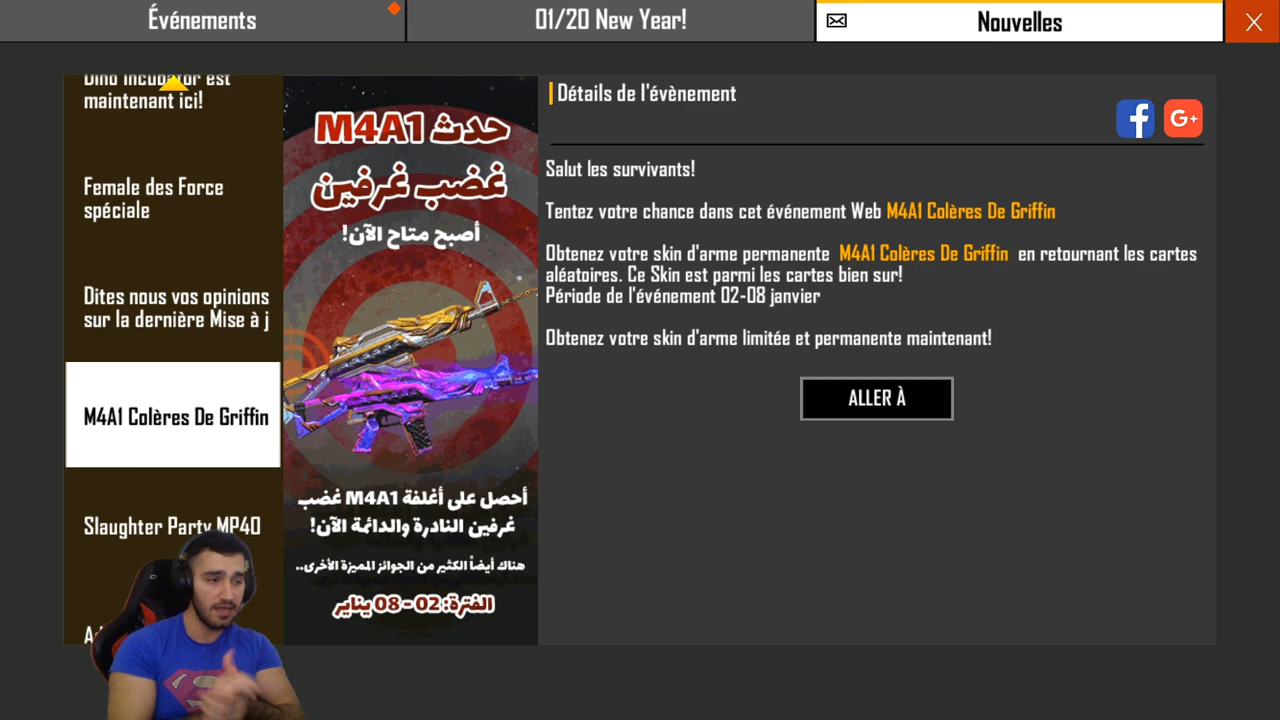 Événements
01/20 New Year!
Nouvelles
Dino Incubator est
maintenant ici!
Female des Force
spéciale
Dites nous vos opinions
sur la dernière Mise à j
M4A1 Colères De Griffin
Slaughter Party MP40
حدث M4A1
غضب غرفين
أصبح متاح الآن!
أحصل على أغلفة M4A1 غضب
غرفين النادرة والدائمة الآن!
هناك أيضاً الكثير من الجوائز المميزة الأخرى..
الفترة: 02 - 08 يناير
Détails de l'évènement
G+
Salut les survivants!
Tentez votre chance dans cet événement Web M4A1 Colères De Griffin
Obtenez votre skin d'arme permanente M4A1 Colères De Griffin en retournant les cartes
aléatoires. Ce Skin est parmi les cartes bien sur!
Période de l'événement 02-08 janvier
Obtenez votre skin d'arme limitée et permanente maintenant!
ALLER À